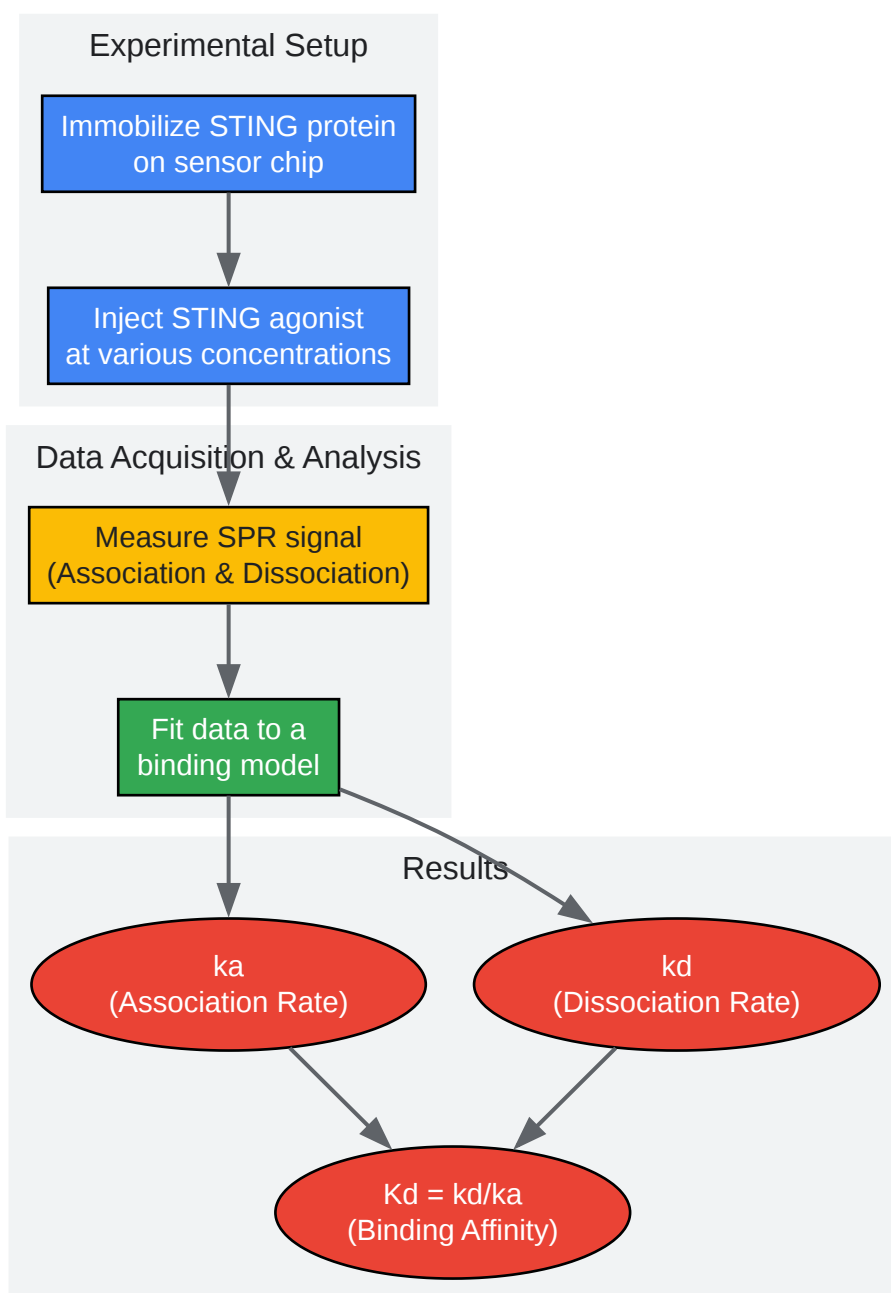 Experimental Setup
Immobilize STING protein
on sensor chip
Inject STING agonist
at various concentrations
Data Acquisition & Analysis
Measure SPR signal
(Association & Dissociation)
Fit data to a
binding model
Results
ka
(Association Rate)
kd
(Dissociation Rate)
Kd = kd/ka
(Binding Affinity)